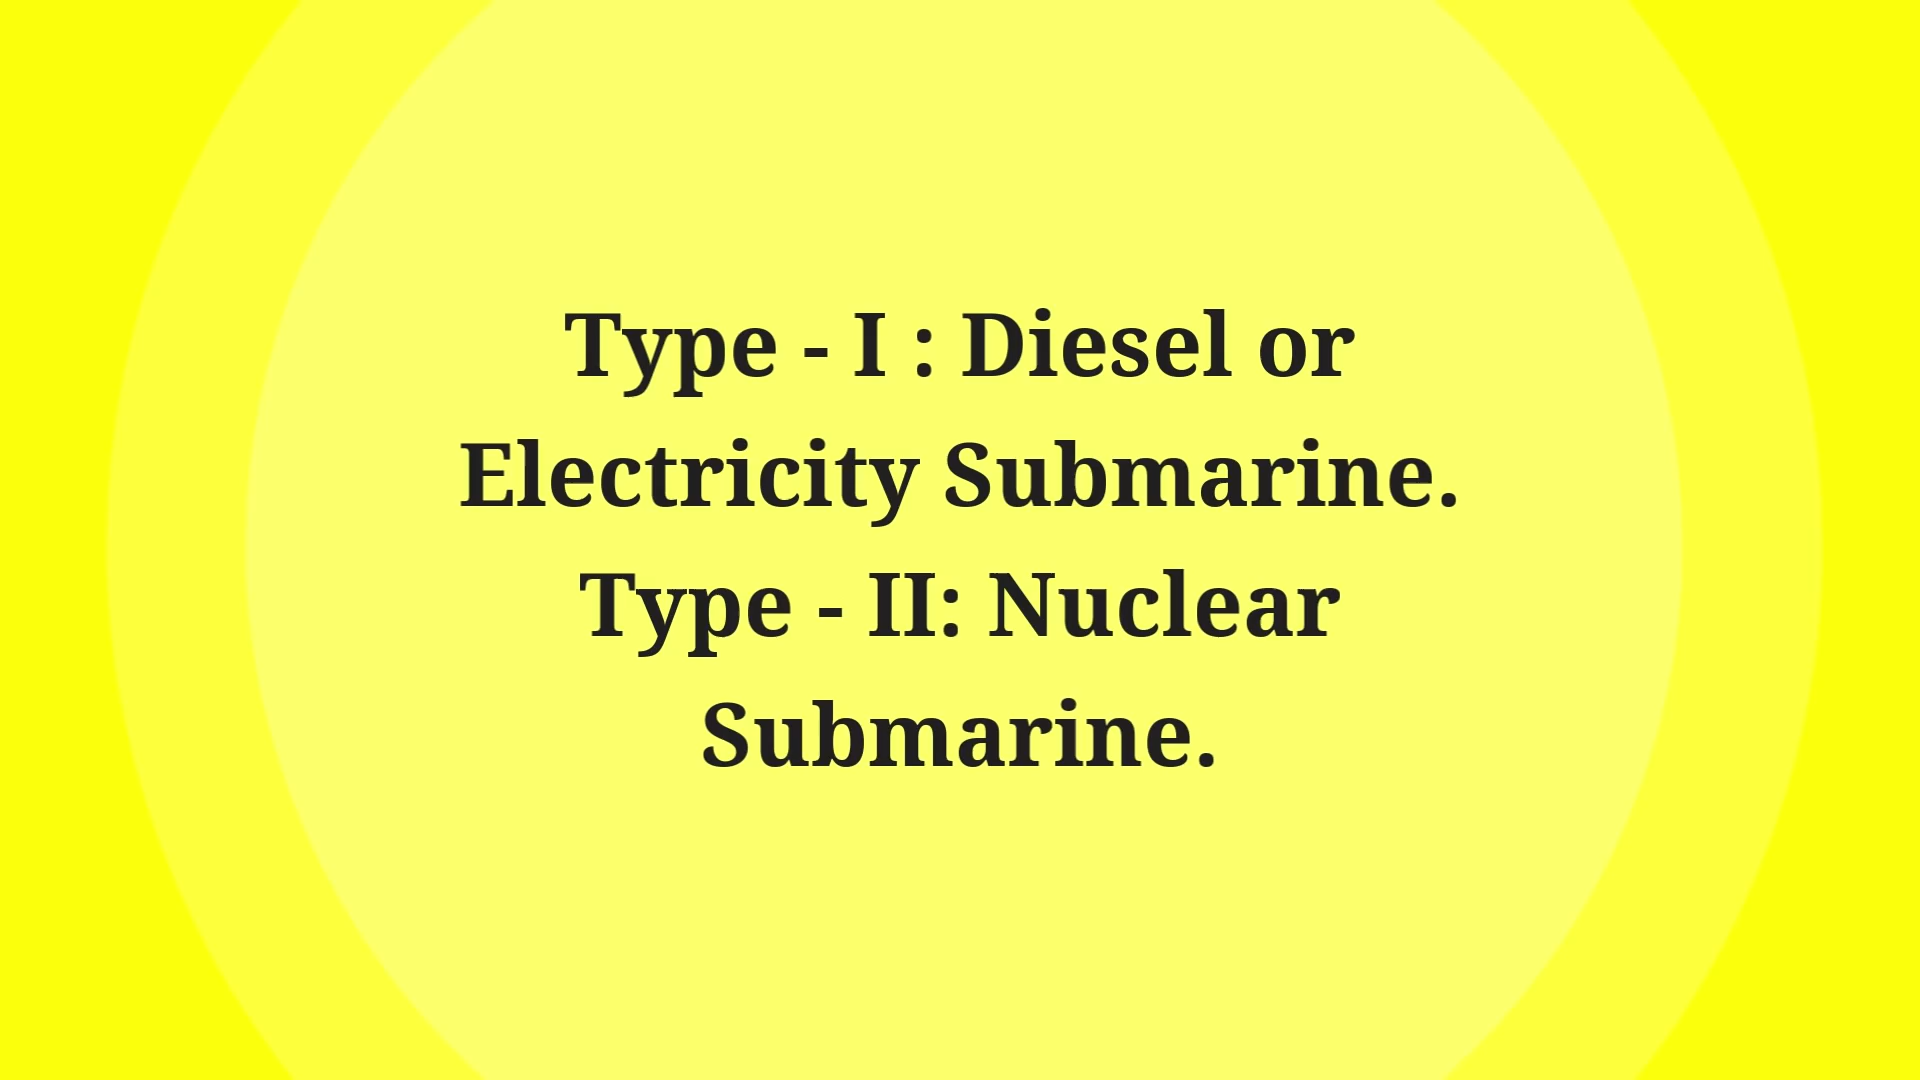 Type - I : Diesel or
Electricity Submarine.
Type - II: Nuclear
Submarine.